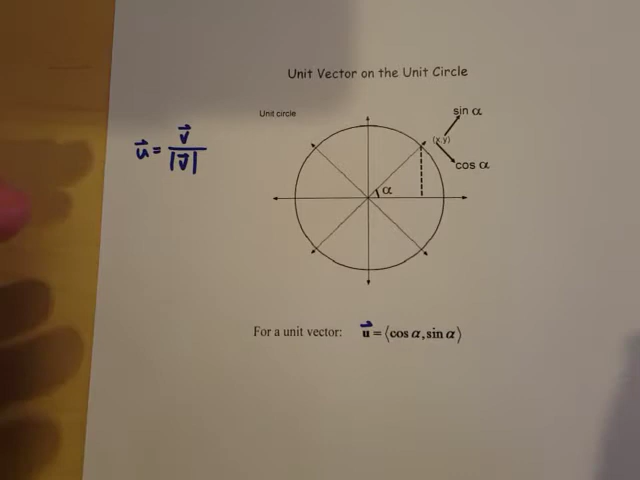 Unit Vector on the Unit Circle
Unit circle
sin α
(x,y)
cos α
α
u⃗ = v⃗ / |v⃗|
For a unit vector: u⃗ = ⟨cos α, sin α⟩